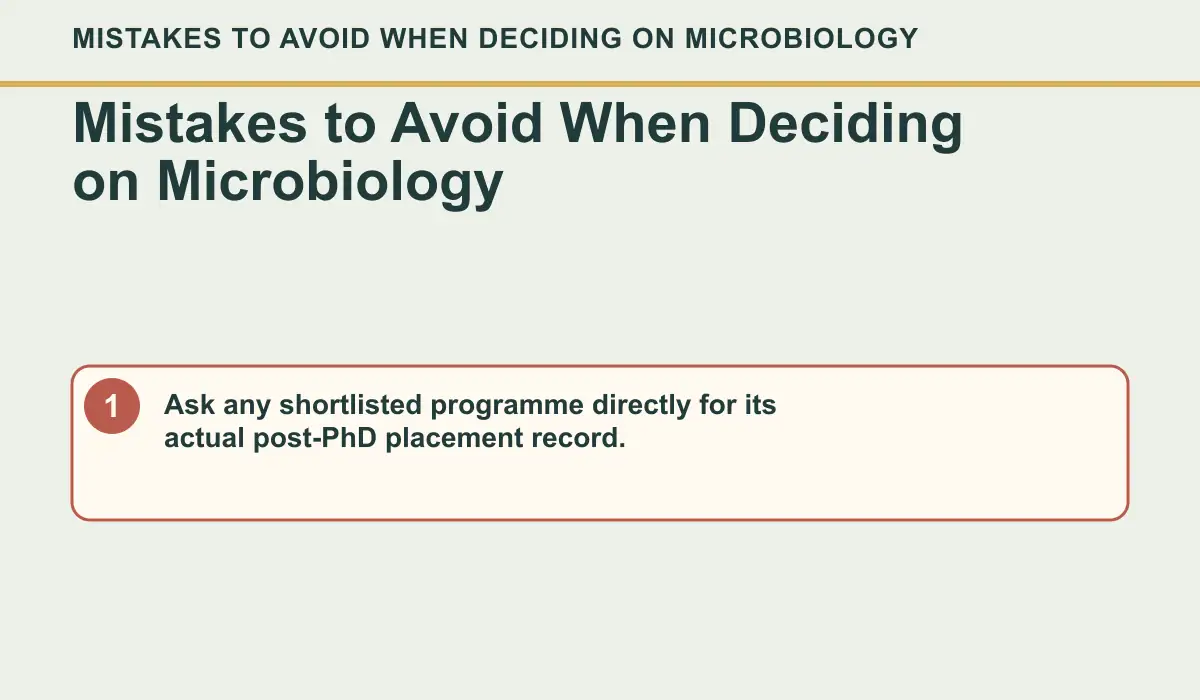 MISTAKES TO AVOID WHEN DECIDING ON MICROBIOLOGY
Mistakes to Avoid When Deciding
on Microbiology
1
Ask any shortlisted programme directly for its
actual post-PhD placement record.